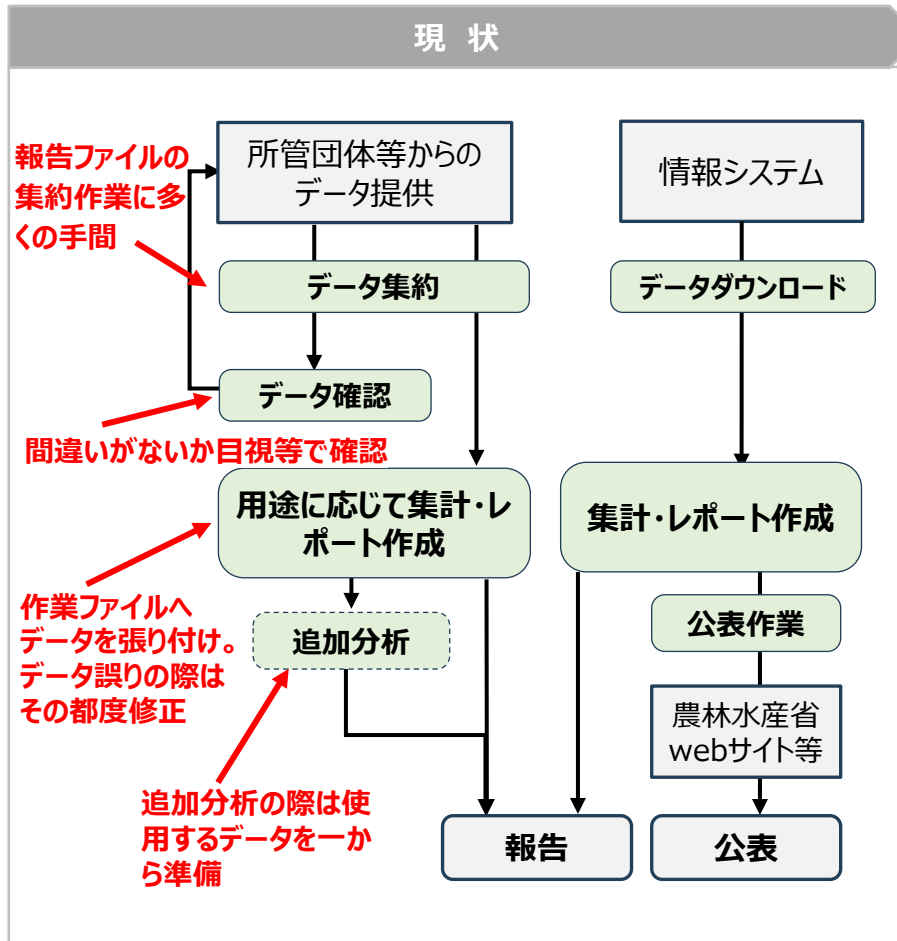 現 状
報告ファイルの
集約作業に多
くの手間
所管団体等からの
データ提供
情報システム
データ集約
データダウンロード
データ確認
間違いがないか目視等で確認
用途に応じて集計・レ
ポート作成
集計・レポート作成
作業ファイルへ
データを張り付け。
データ誤りの際は
その都度修正
追加分析
公表作業
農林水産省
webサイト等
追加分析の際は使
用するデータを一か
ら準備
報告
公表